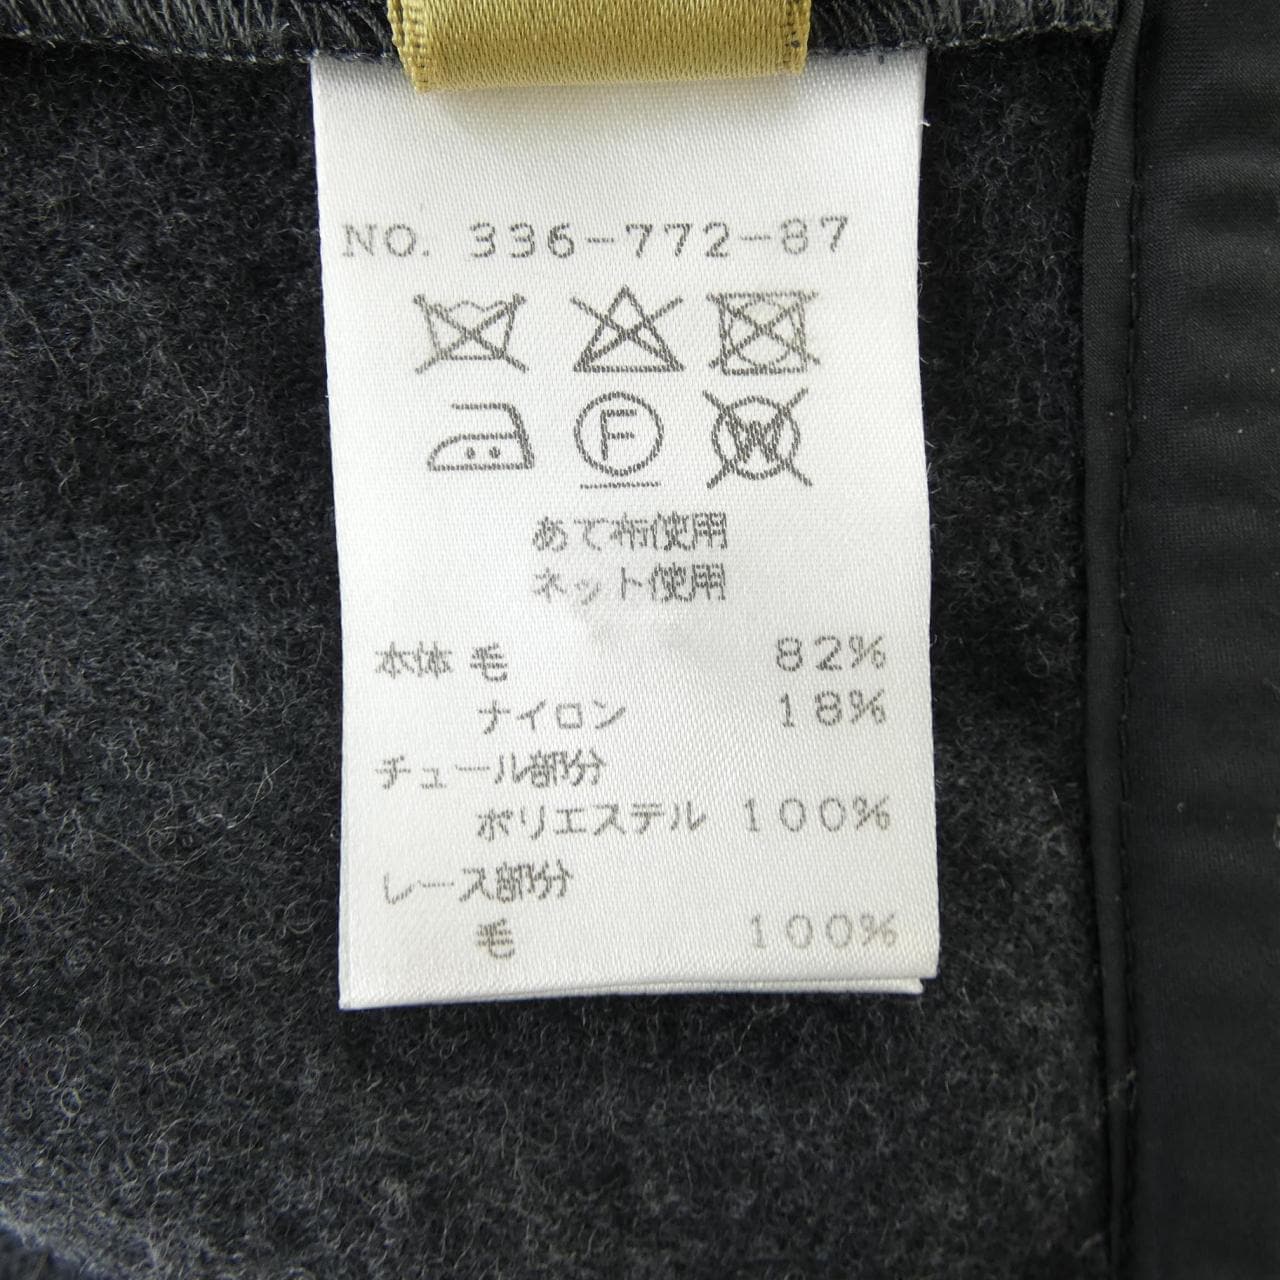 NO. 336-772-87
F
W
あて布使用
ネット使用
本体 毛 82%
ナイロン 18%
チュール部分
ポリエステル 100%
レース部分
毛 100%